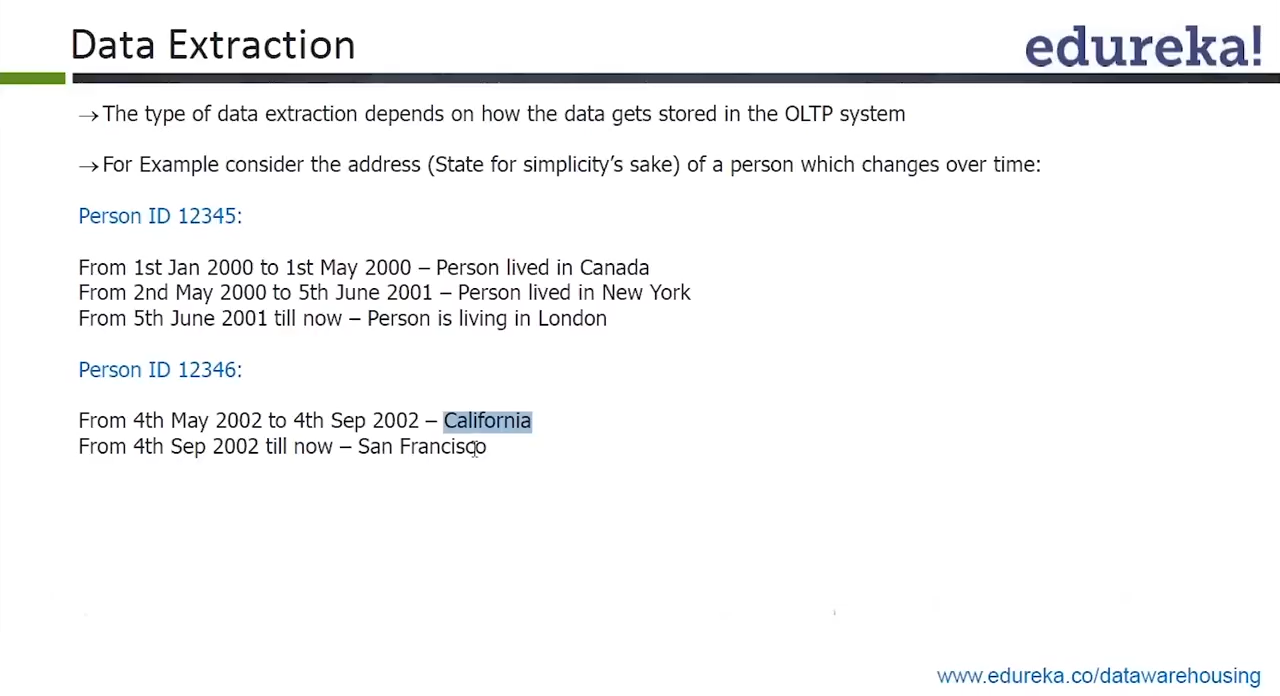 Data Extraction
edureka!
→ The type of data extraction depends on how the data gets stored in the OLTP system
→ For Example consider the address (State for simplicity's sake) of a person which changes over time:
Person ID 12345:
From 1st Jan 2000 to 1st May 2000 – Person lived in Canada
From 2nd May 2000 to 5th June 2001 – Person lived in New York
From 5th June 2001 till now – Person is living in London
Person ID 12346:
From 4th May 2002 to 4th Sep 2002 – California
From 4th Sep 2002 till now – San Francisco
www.edureka.co/datawarehousing